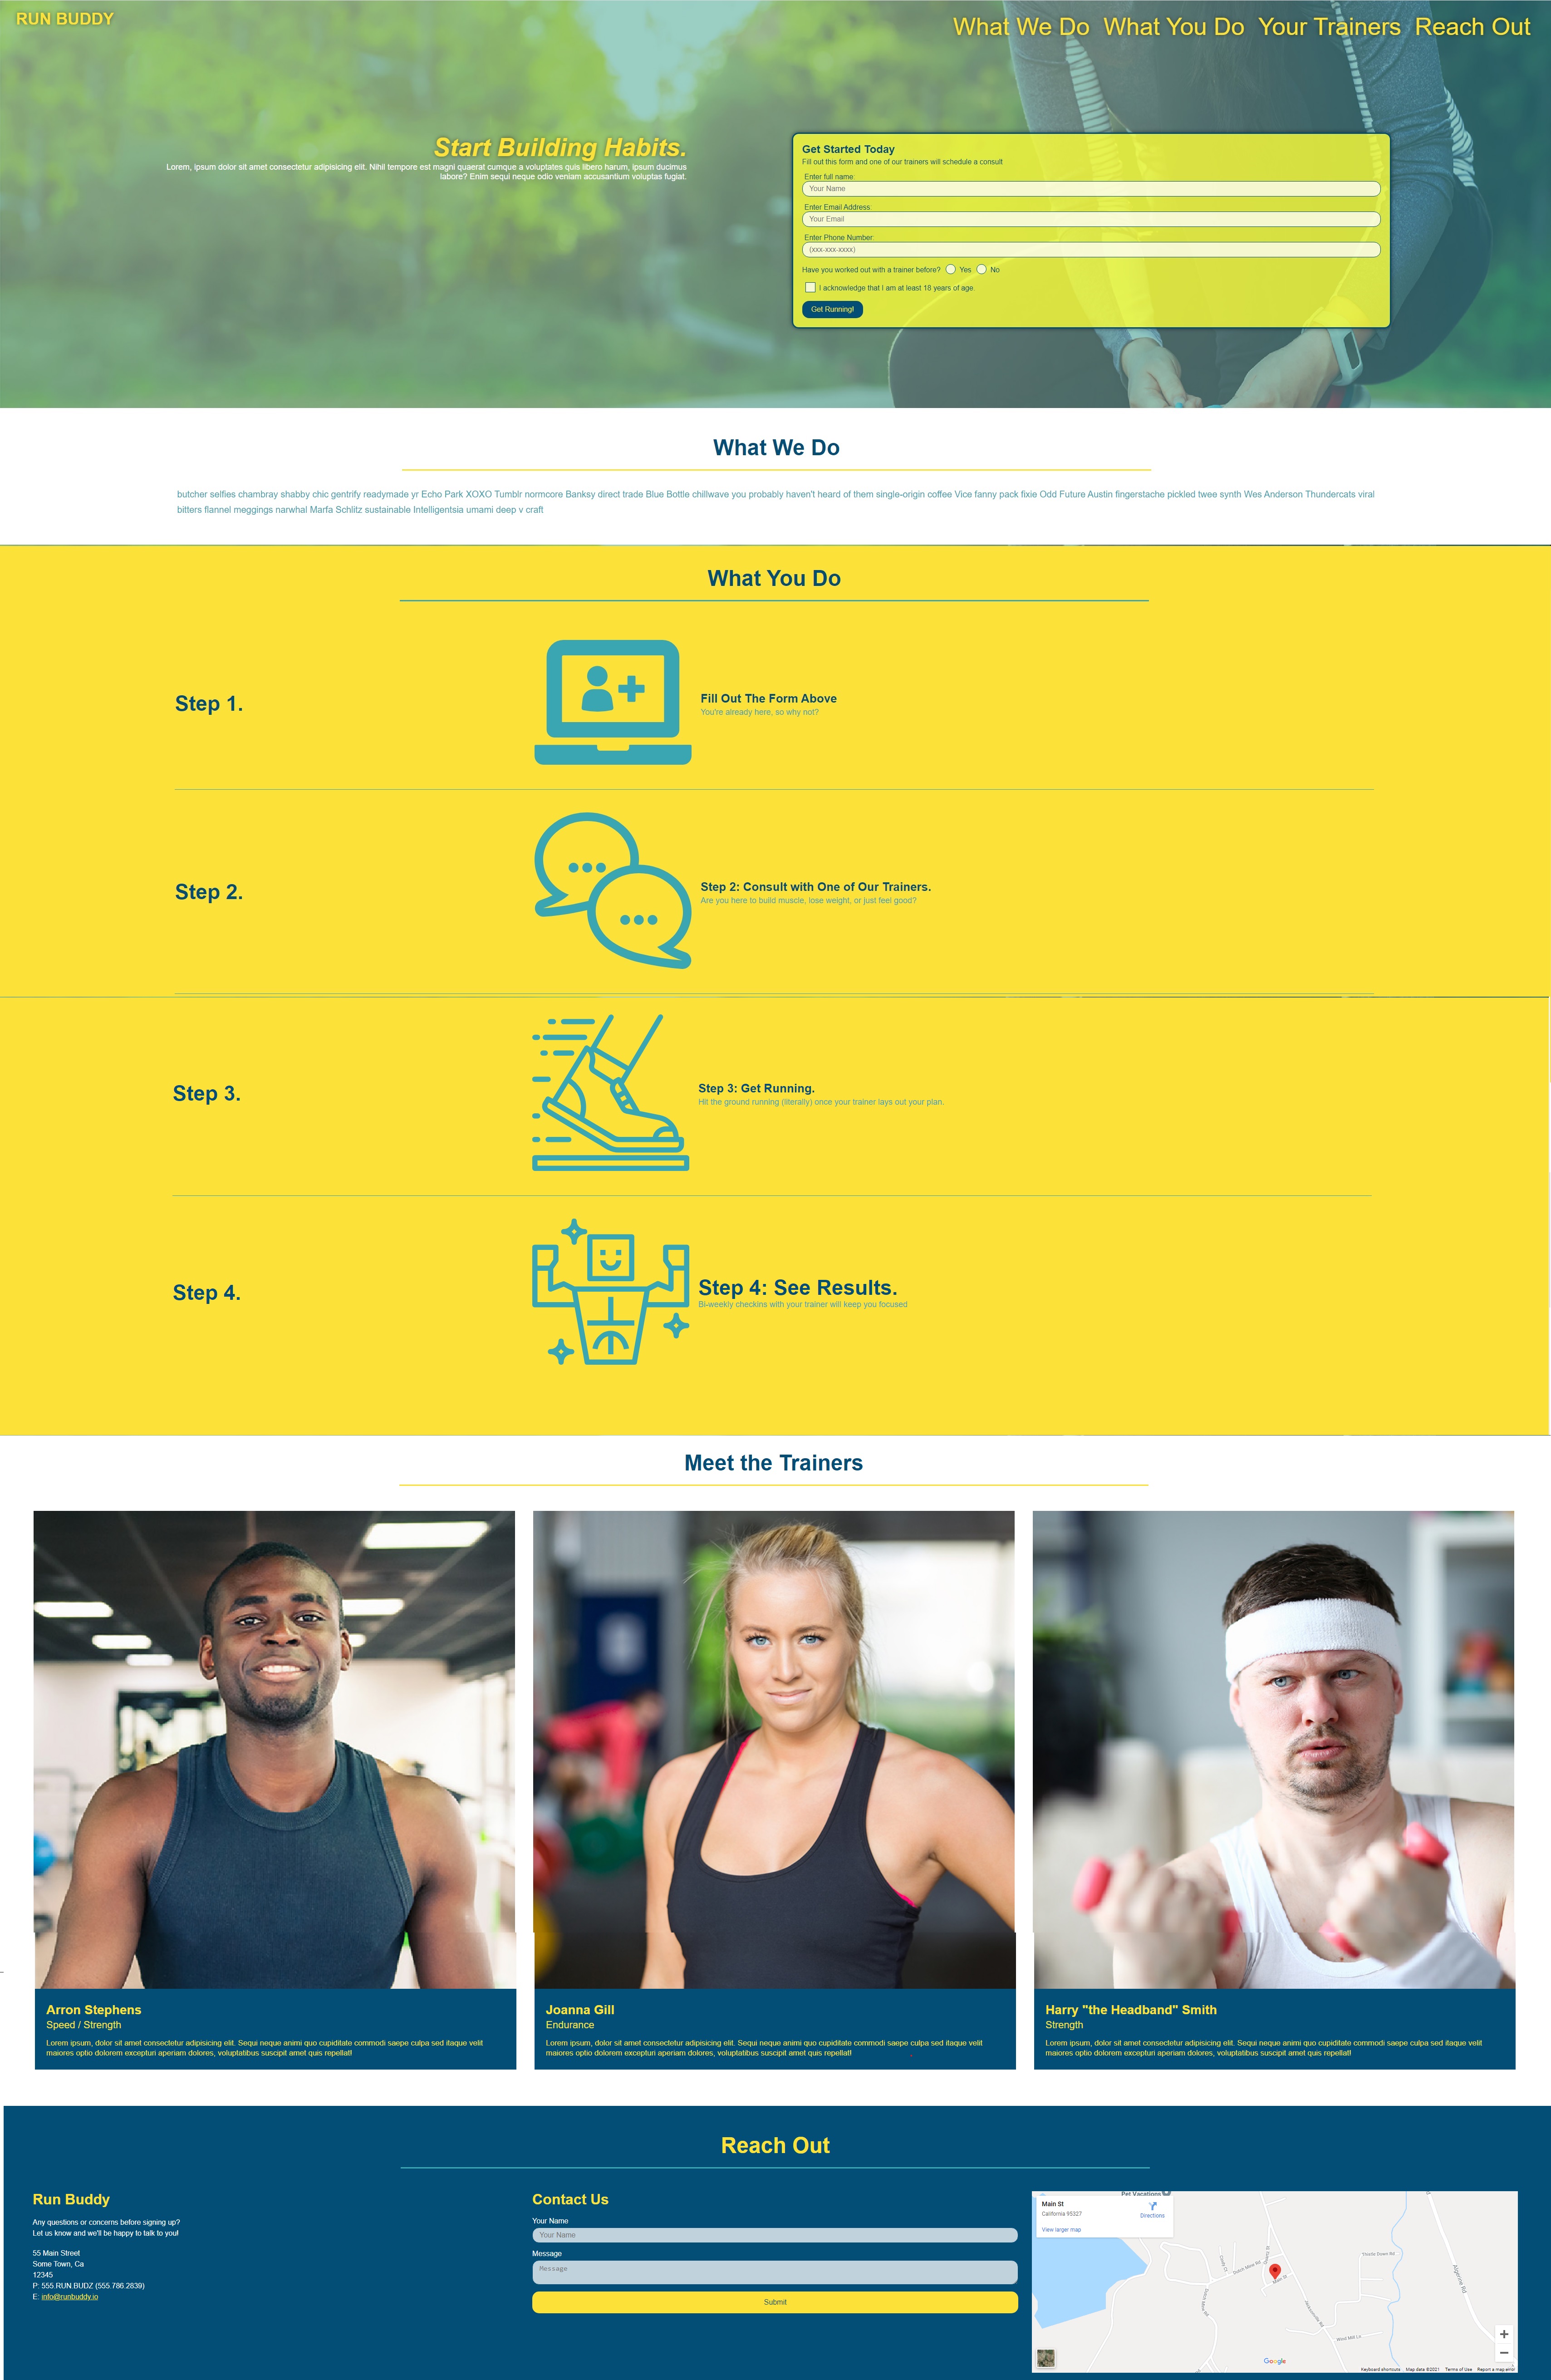 RUN BUDDY
What We Do What You Do Your Trainers Reach Out
Start Building Habits.
Lorem, ipsum dolor sit amet consectetur adipisicing elit. Nihil tempore est magni quaerat cumque a voluptates quis libero harum, ipsum ducimus
labore? Enim sequi neque odio veniam accusantium voluptas fugiat.
Get Started Today
Fill out this form and one of our trainers will schedule a consult
Enter full name:
Your Name
Enter Email Address:
Your Email
Enter Phone Number:
(xxx-xxx-xxxx)
Have you worked out with a trainer before? Yes No
I acknowledge that I am at least 18 years of age.
Get Running!
What We Do
butcher selfies chambray shabby chic gentrify readymade yr Echo Park XOXO Tumblr normcore Banksy direct trade Blue Bottle chillwave you probably haven't heard of them single-origin coffee Vice fanny pack fixie Odd Future Austin fingerstache pickled twee synth Wes Anderson Thundercats viral
bitters flannel meggings narwhal Marfa Schlitz sustainable Intelligentsia umami deep v craft
What You Do
Step 1.
Fill Out The Form Above
You're already here, so why not?
Step 2.
Step 2: Consult with One of Our Trainers.
Are you here to build muscle, lose weight, or just feel good?
Step 3.
Step 3: Get Running.
Hit the ground running (literally) once your trainer lays out your plan.
Step 4.
Step 4: See Results.
Bi-weekly checkins with your trainer will keep you focused
Meet the Trainers
Arron Stephens
Speed / Strength
Lorem ipsum, dolor sit amet consectetur adipisicing elit. Sequi neque animi quo cupiditate commodi saepe culpa sed itaque velit
maiores optio dolorem excepturi aperiam dolores, voluptatibus suscipit amet quis repellat!
Joanna Gill
Endurance
Lorem ipsum, dolor sit amet consectetur adipisicing elit. Sequi neque animi quo cupiditate commodi saepe culpa sed itaque velit
maiores optio dolorem excepturi aperiam dolores, voluptatibus suscipit amet quis repellat!
Harry "the Headband" Smith
Strength
Lorem ipsum, dolor sit amet consectetur adipisicing elit. Sequi neque animi quo cupiditate commodi saepe culpa sed itaque velit
maiores optio dolorem excepturi aperiam dolores, voluptatibus suscipit amet quis repellat!
Reach Out
Run Buddy
Any questions or concerns before signing up?
Let us know and we'll be happy to talk to you!
55 Main Street
Some Town, Ca
12345
P: 555.RUN.BUDZ (555.786.2839)
E: info@runbuddy.io
Contact Us
Your Name
Your Name
Message
Message
Submit
Pet Vacations
Main St
California 95327
Directions
View larger map
Dutch Mine Rd
Main St
Jacksonville Rd
Thistle Down Rd
Algerine Rd
West Mill Ln
Google
Keyboard shortcuts Map data ©2021 Terms of Use Report a map error